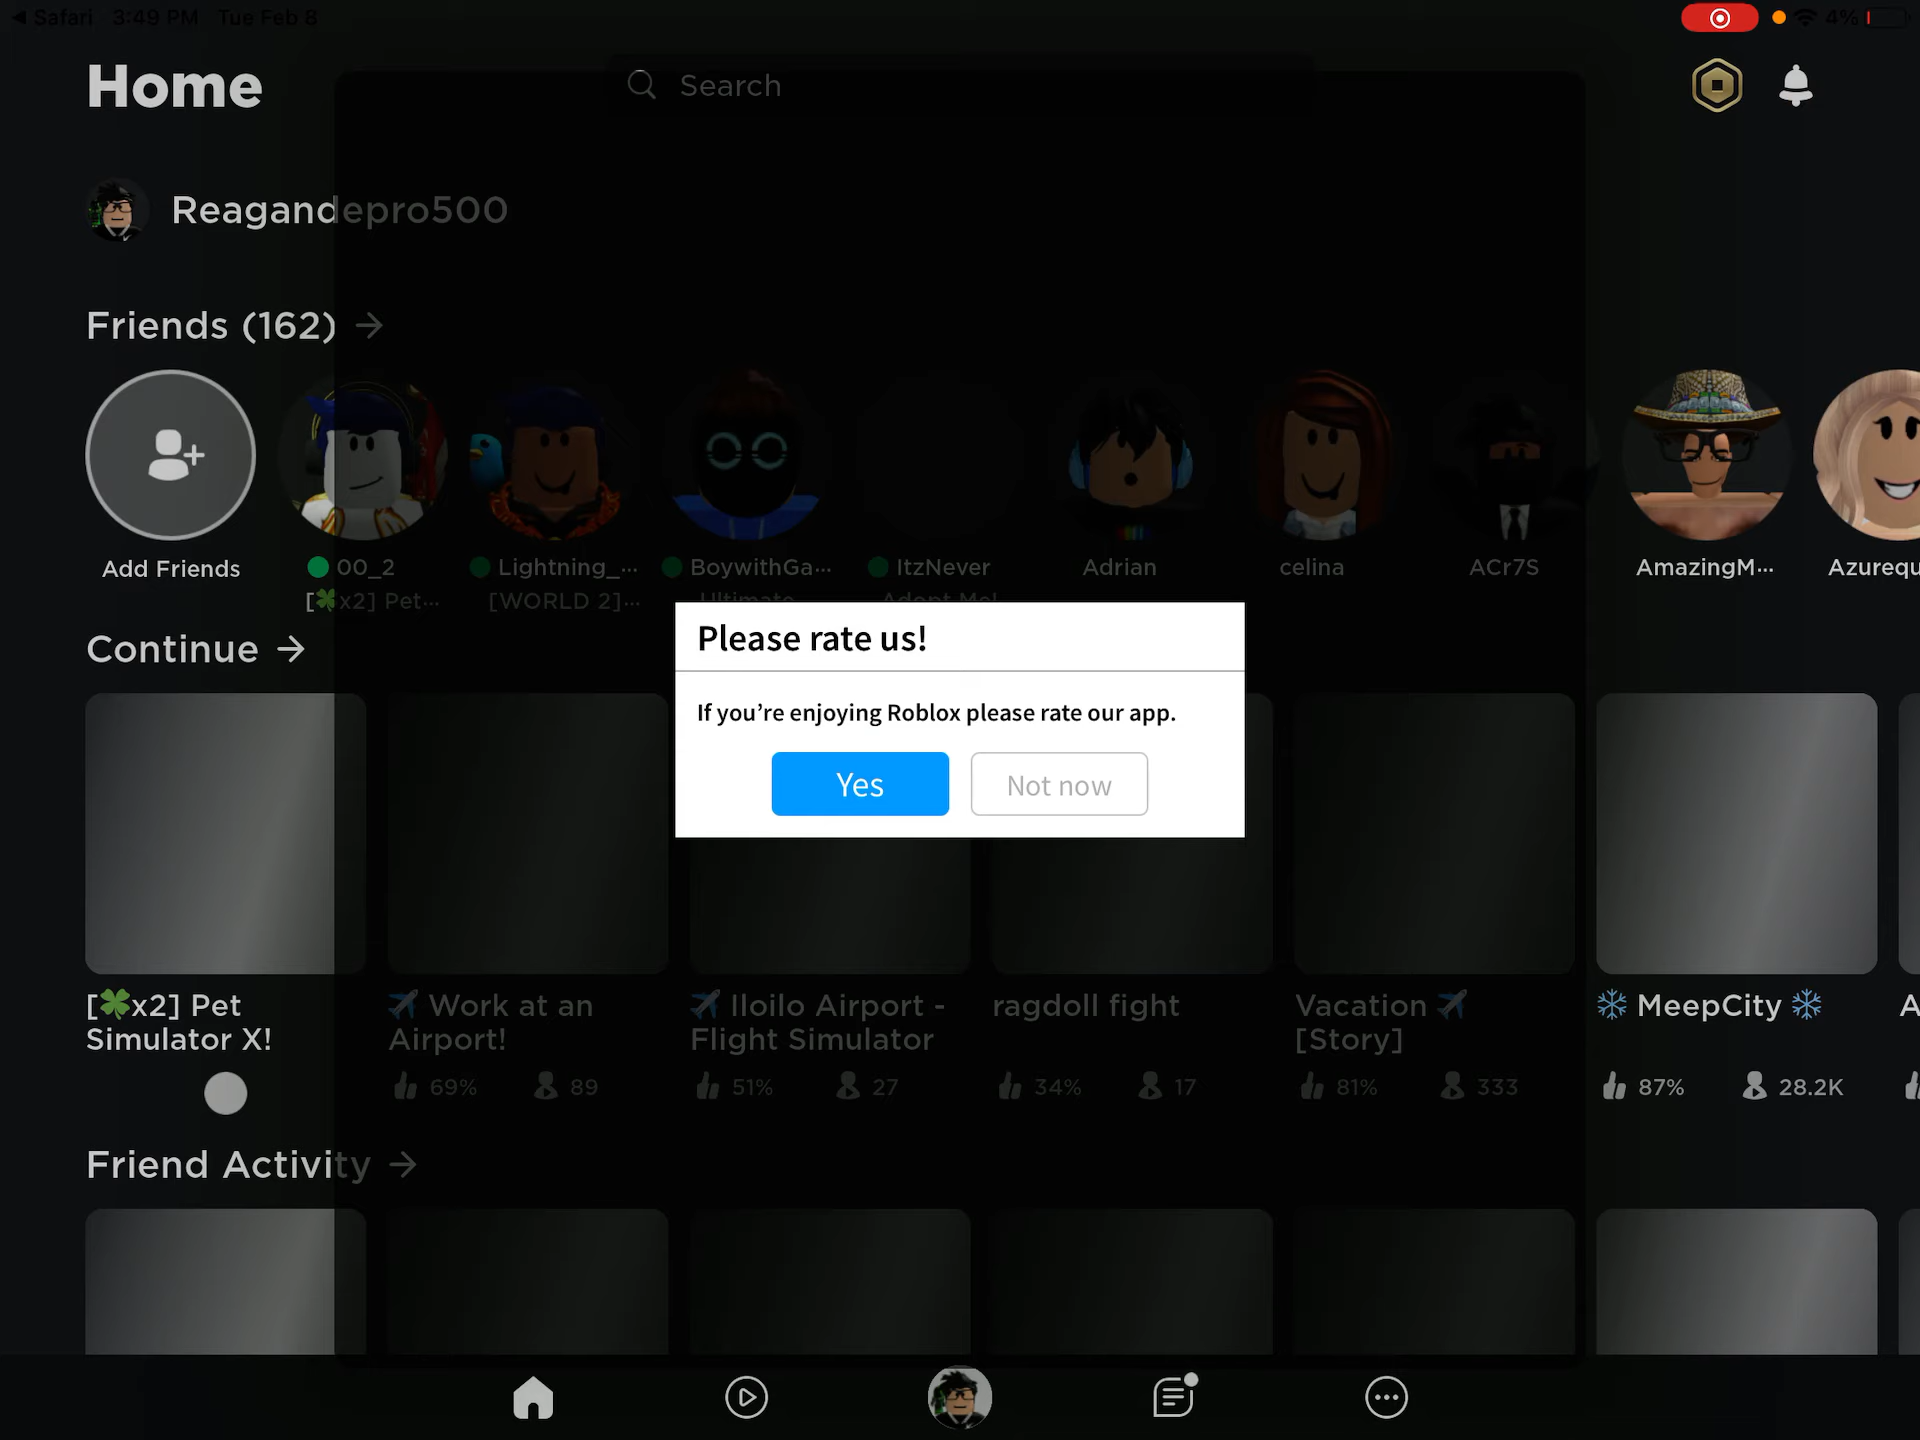 ◀ Safari 3:49 PM Tue Feb 8 4%
Home
Search
Reagandepro500
Friends (162) →
Add Friends
00_2
Lightning_...
BoywithGa...
ItzNever
Adrian
celina
ACr7S
AmazingM...
Azurequ
[🍀x2] Pet...
[WORLD 2]...
Ultimate
Adopt Me!
Continue →
Please rate us!
If you’re enjoying Roblox please rate our app.
Yes
Not now
[🍀x2] Pet
Simulator X!
✈️ Work at an
Airport!
69% 89
✈️ Iloilo Airport -
Flight Simulator
51% 27
ragdoll fight
34% 17
Vacation ✈️
[Story]
81% 333
❄️ MeepCity ❄️
87% 28.2K
A
Friend Activity →